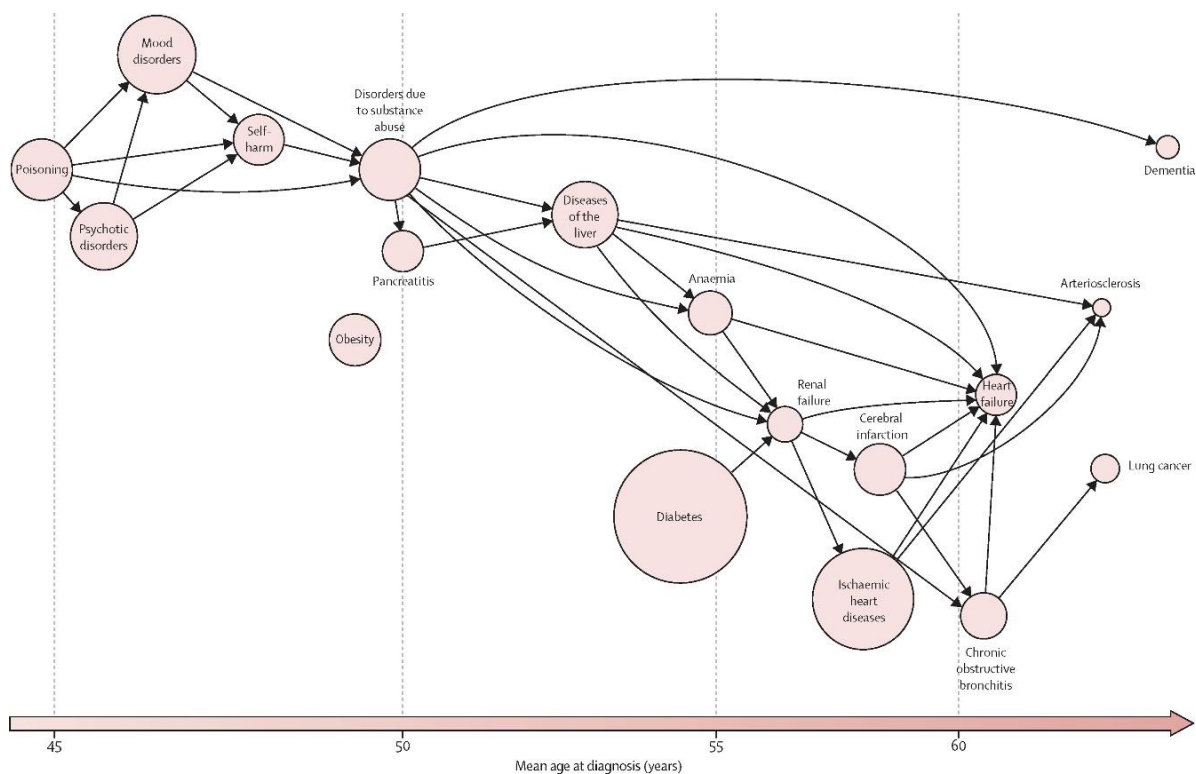 Mood
disorders
Disorders due
to substance
abuse
Self-
harm
Poisoning
Dementia
Psychotic
disorders
Diseases
of the
liver
Pancreatitis
Anaemia
Arteriosclerosis
Obesity
Renal
failure
Heart
failure
Cerebral
infarction
Lung cancer
Diabetes
Ischaemic
heart
diseases
Chronic
obstructive
bronchitis
45
50
55
60
Mean age at diagnosis (years)